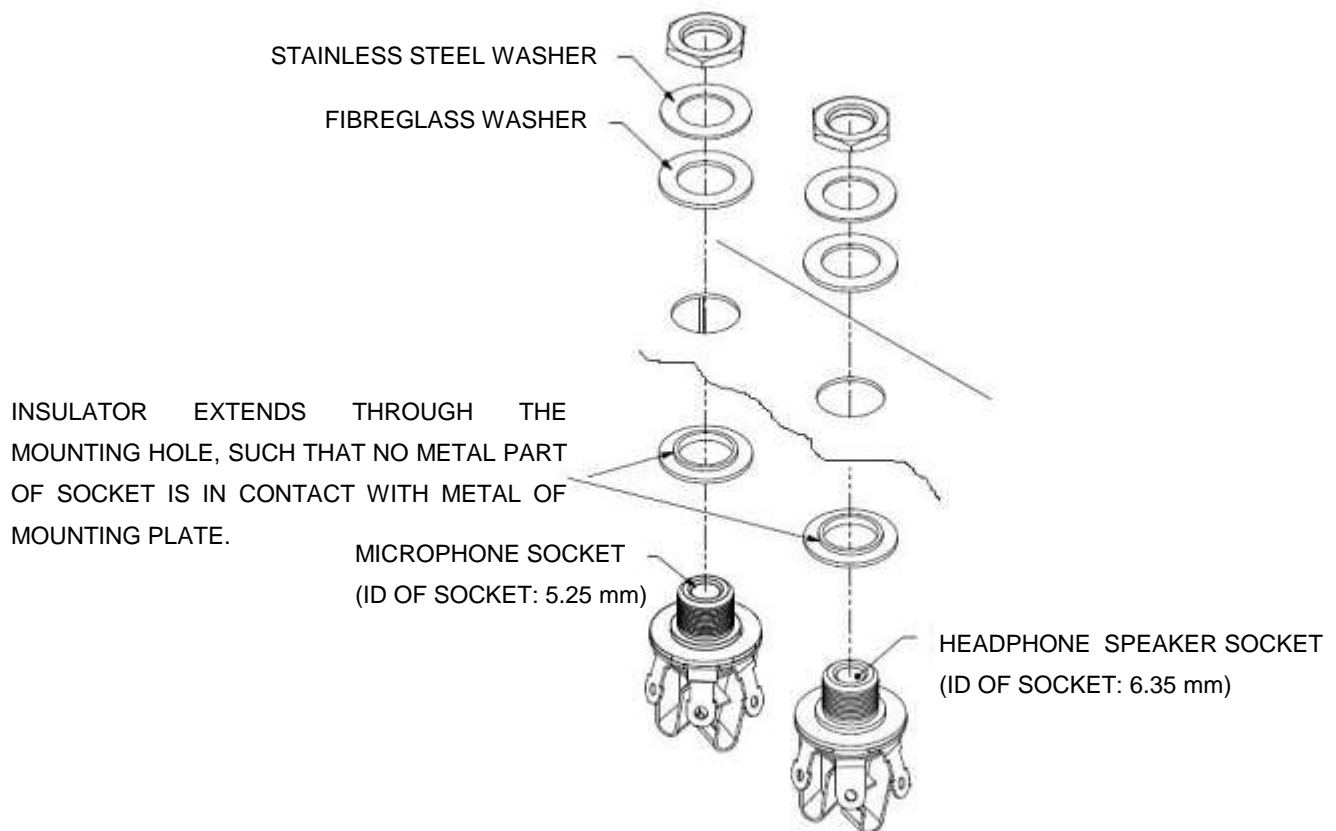 STAINLESS STEEL WASHER
FIBREGLASS WASHER
INSULATOR EXTENDS THROUGH THE
MOUNTING HOLE, SUCH THAT NO METAL PART
OF SOCKET IS IN CONTACT WITH METAL OF
MOUNTING PLATE.
MICROPHONE SOCKET
(ID OF SOCKET: 5.25 mm)
HEADPHONE SPEAKER SOCKET
(ID OF SOCKET: 6.35 mm)